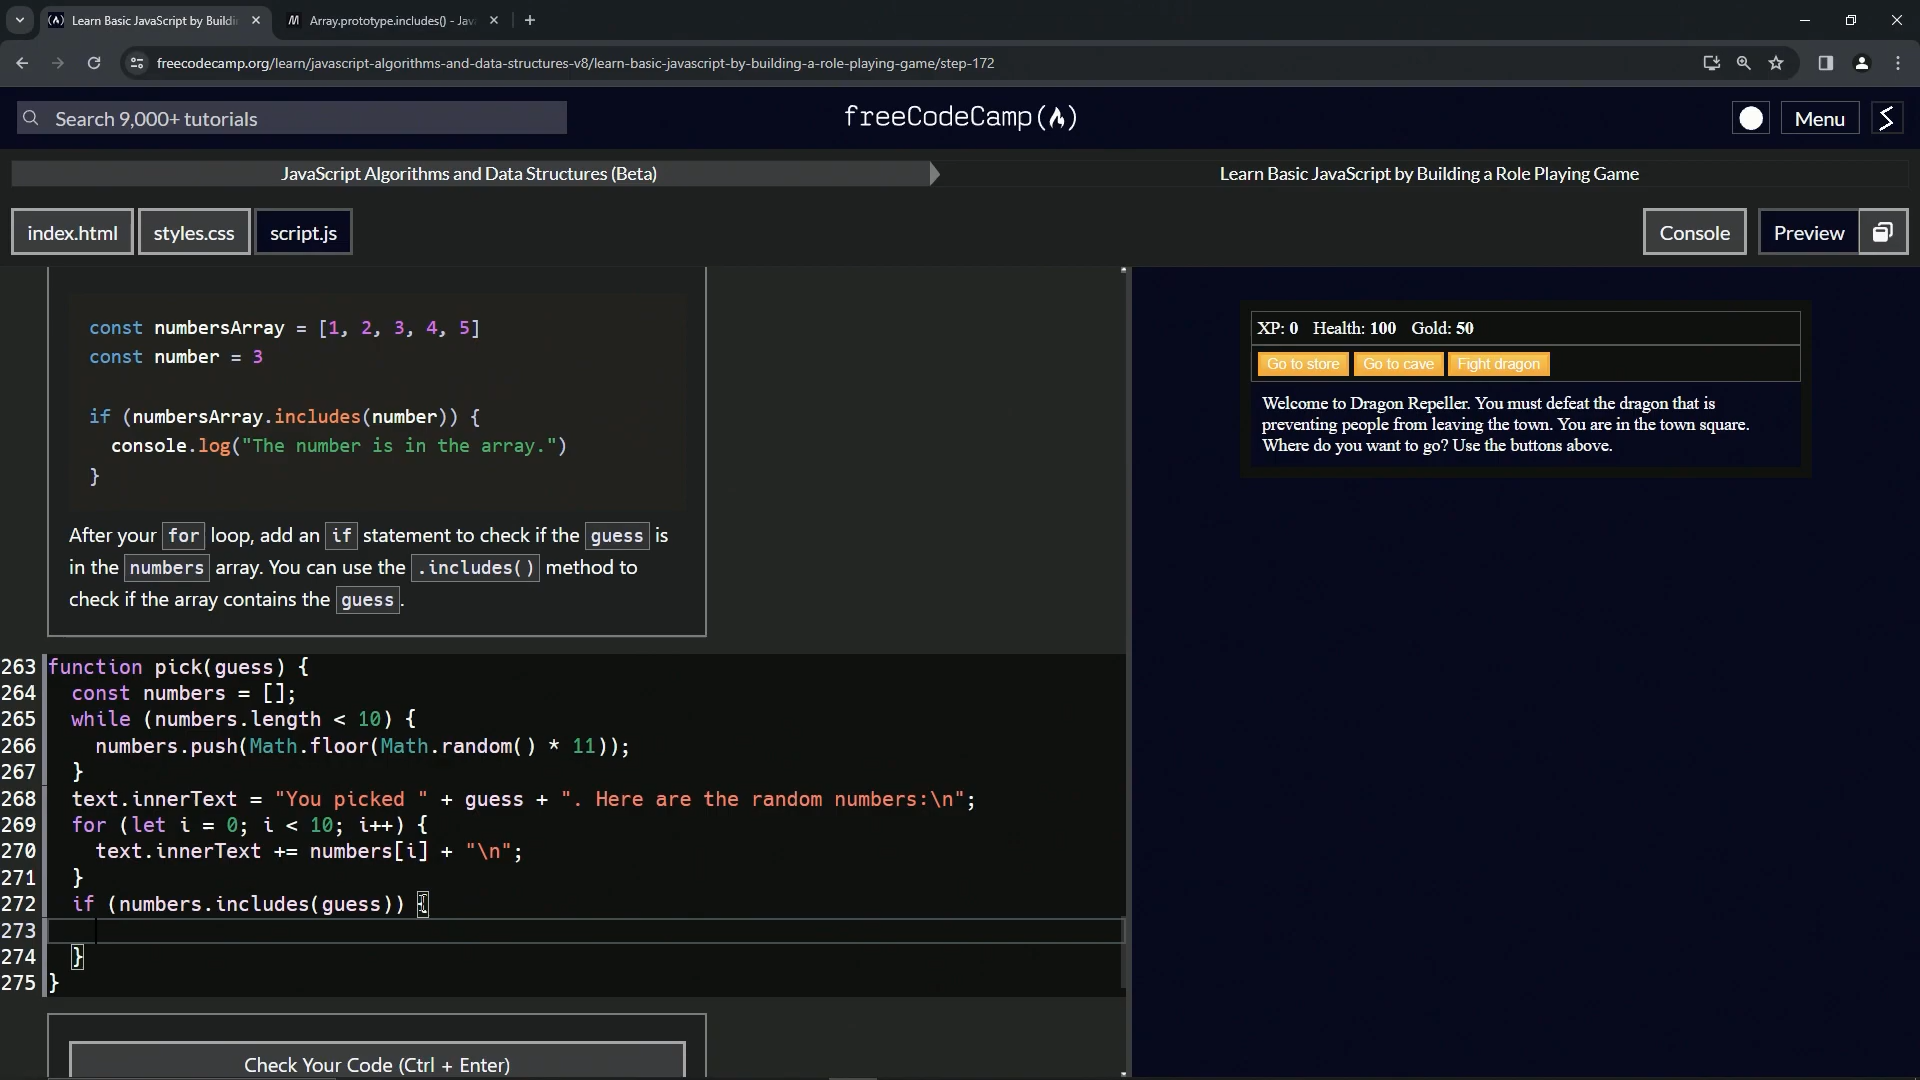 Learn Basic JavaScript by Buildi
Array.prototype.includes() - Jav
freecodecamp.org/learn/javascript-algorithms-and-data-structures-v8/learn-basic-javascript-by-building-a-role-playing-game/step-172
Search 9,000+ tutorials
freeCodeCamp(🔥)
Menu
JavaScript Algorithms and Data Structures (Beta)
Learn Basic JavaScript by Building a Role Playing Game
index.html
styles.css
script.js
Console
Preview
const numbersArray = [1, 2, 3, 4, 5]
const number = 3
if (numbersArray.includes(number)) {
console.log("The number is in the array.")
}
After your for loop, add an if statement to check if the guess is
in the numbers array. You can use the .includes() method to
check if the array contains the guess.
263 function pick(guess) {
264 const numbers = [];
265 while (numbers.length < 10) {
266 numbers.push(Math.floor(Math.random() * 11));
267 }
268 text.innerText = "You picked " + guess + ". Here are the random numbers:\n";
269 for (let i = 0; i < 10; i++) {
270 text.innerText += numbers[i] + "\n";
271 }
272 if (numbers.includes(guess)) {
273
274 }
275 }
Check Your Code (Ctrl + Enter)
XP: 0 Health: 100 Gold: 50
Go to store
Go to cave
Fight dragon
Welcome to Dragon Repeller. You must defeat the dragon that is
preventing people from leaving the town. You are in the town square.
Where do you want to go? Use the buttons above.